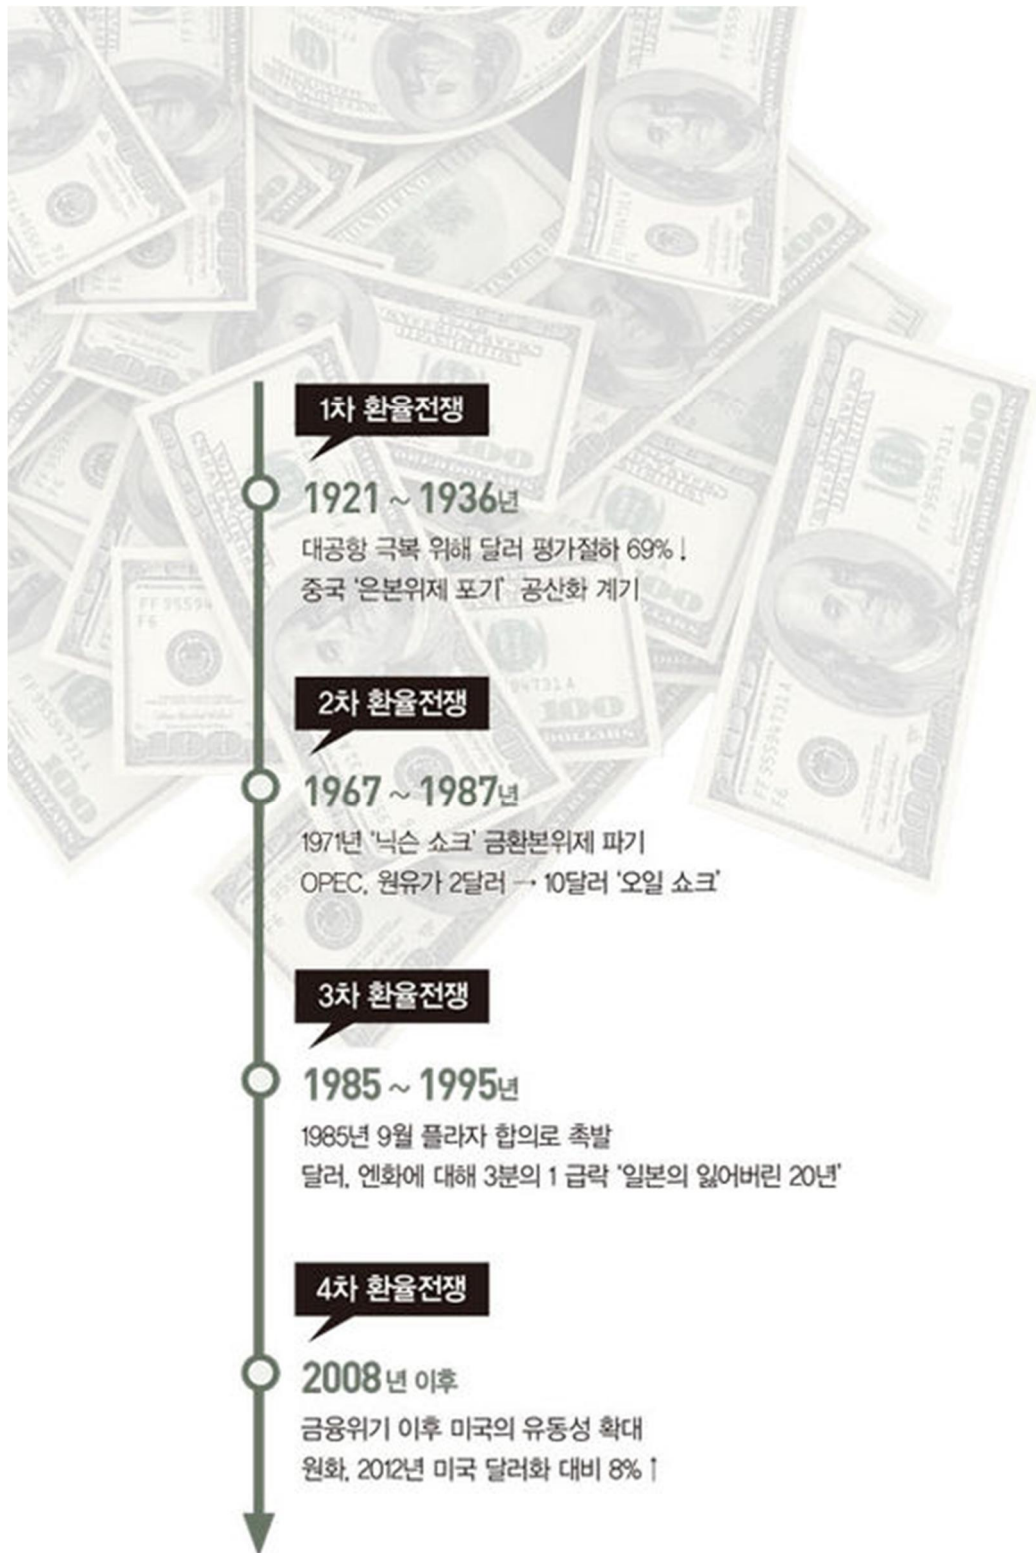 1차 환율전쟁
1921 ~ 1936년
대공항 극복 위해 달러 평가절하 69%↓
중국 '은본위제 포기' 공산화 계기
2차 환율전쟁
1967 ~ 1987년
1971년 '닉슨 쇼크' 금환본위제 파기
OPEC, 원유가 2달러 → 10달러 '오일 쇼크'
3차 환율전쟁
1985 ~ 1995년
1985년 9월 플라자 합의로 촉발
달러, 엔화에 대해 3분의 1 급락 '일본의 잃어버린 20년'
4차 환율전쟁
2008년 이후
금융위기 이후 미국의 유동성 확대
원화, 2012년 미국 달러화 대비 8%↑